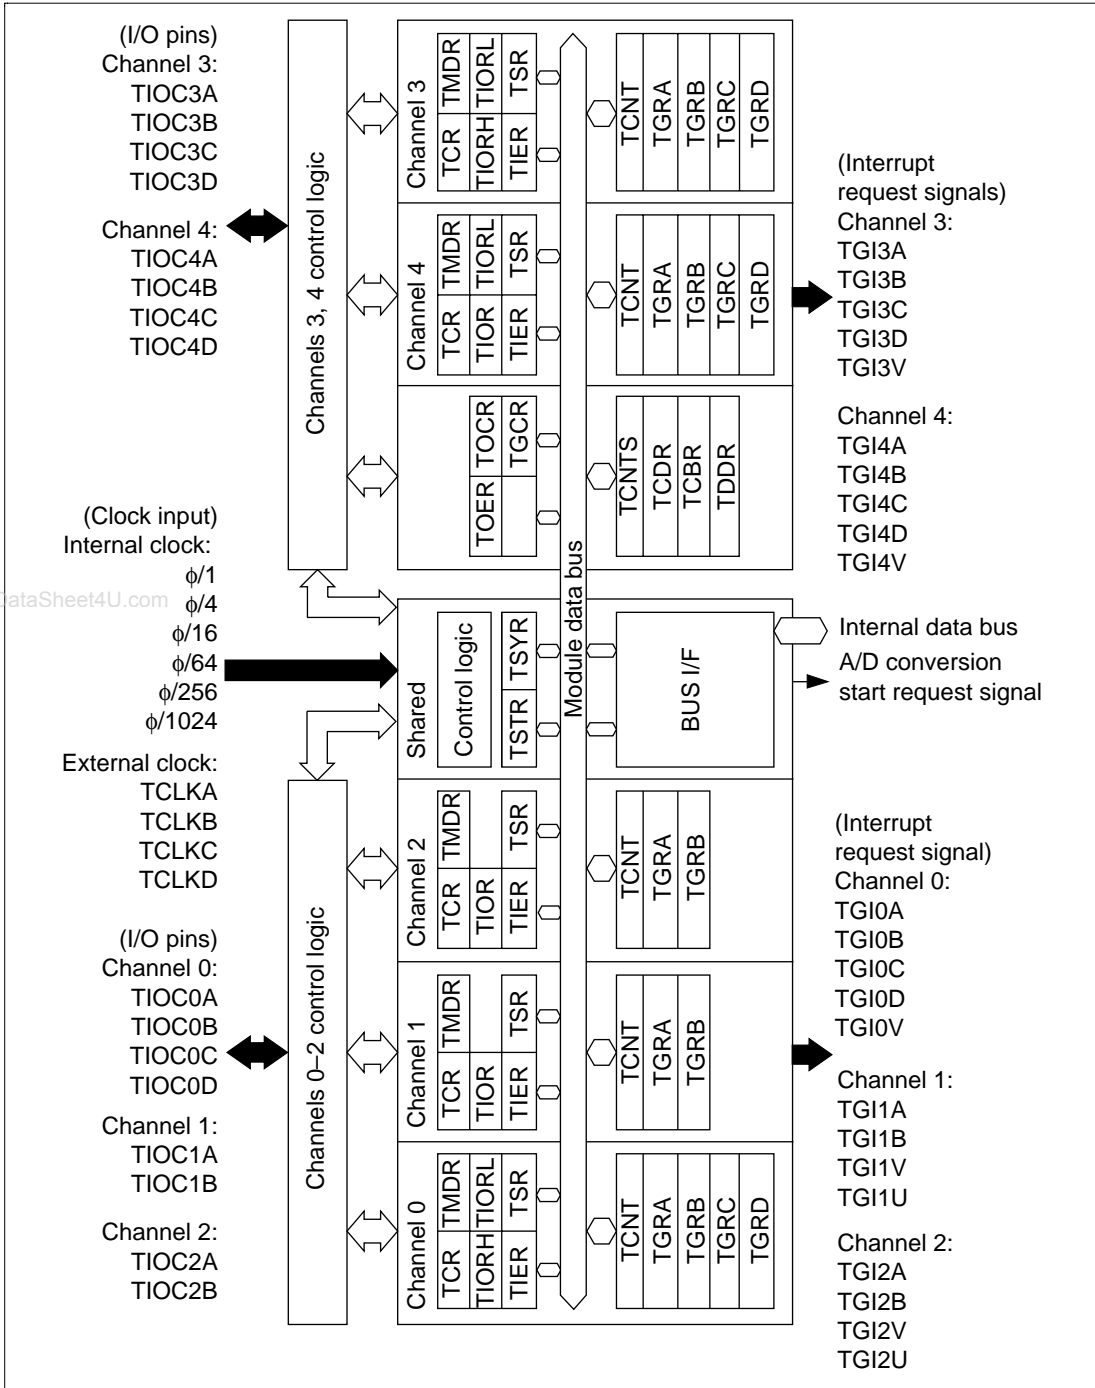 (I/O pins)
Channel 3:
TIOC3A
TIOC3B
TIOC3C
TIOC3D
Channel 4:
TIOC4A
TIOC4B
TIOC4C
TIOC4D
(Clock input)
Internal clock:
ϕ/1
ϕ/4
ϕ/16
ϕ/64
ϕ/256
ϕ/1024
External clock:
TCLKA
TCLKB
TCLKC
TCLKD
(I/O pins)
Channel 0:
TIOC0A
TIOC0B
TIOC0C
TIOC0D
Channel 1:
TIOC1A
TIOC1B
Channel 2:
TIOC2A
TIOC2B
DataSheet4U.com
Channels 3, 4 control logic
Channels 0–2 control logic
Channel 3
TCR
TMDR
TIORH
TIORL
TIER
TSR
TCNT
TGRA
TGRB
TGRC
TGRD
Channel 4
TCR
TMDR
TIOR
TIORL
TIER
TSR
TCNT
TGRA
TGRB
TGRC
TGRD
TOER
TOCR
TGCR
TCNTS
TCDR
TCBR
TDDR
Module data bus
Shared
Control logic
TSTR
TSYR
BUS I/F
Channel 2
TCR
TMDR
TIOR
TIER
TSR
TCNT
TGRA
TGRB
Channel 1
TCR
TMDR
TIOR
TIER
TSR
TCNT
TGRA
TGRB
Channel 0
TCR
TMDR
TIORH
TIORL
TIER
TSR
TCNT
TGRA
TGRB
TGRC
TGRD
(Interrupt
request signals)
Channel 3:
TGI3A
TGI3B
TGI3C
TGI3D
TGI3V
Channel 4:
TGI4A
TGI4B
TGI4C
TGI4D
TGI4V
Internal data bus
A/D conversion
start request signal
(Interrupt
request signal)
Channel 0:
TGI0A
TGI0B
TGI0C
TGI0D
TGI0V
Channel 1:
TGI1A
TGI1B
TGI1V
TGI1U
Channel 2:
TGI2A
TGI2B
TGI2V
TGI2U